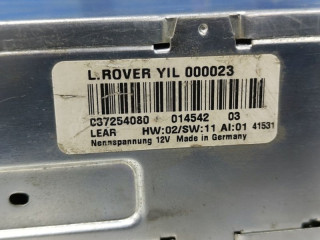 L.ROVER YIL 000023
C37254080 014542 03
LEAR HW:02/SW:11 AI:01 41531
Nennspannung 12V Made in Germany